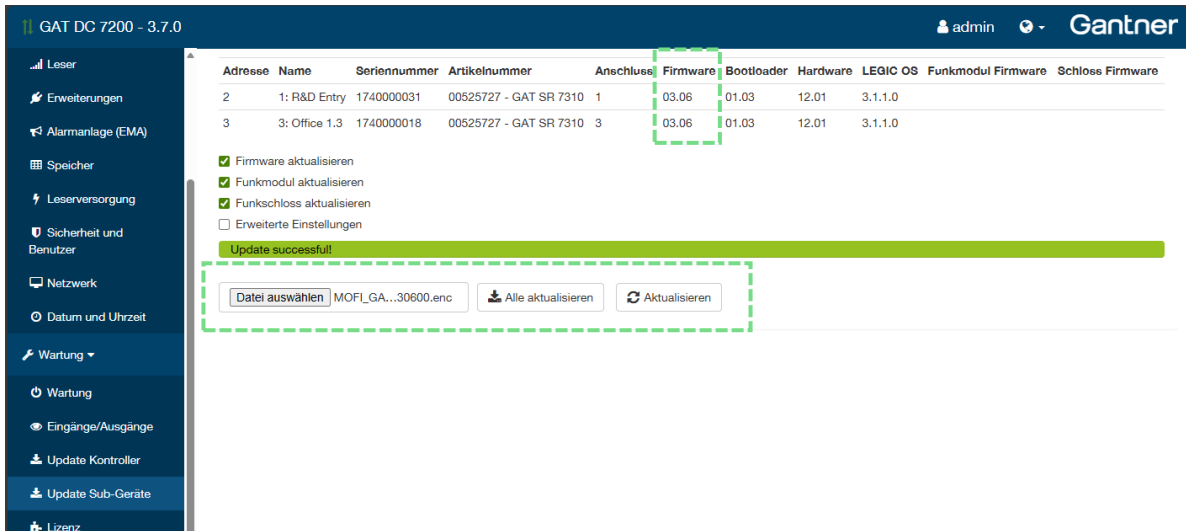 GAT DC 7200 - 3.7.0
admin
Gantner
Leser
Erweiterungen
Alarmanlage (EMA)
Speicher
Leserversorgung
Sicherheit und
Benutzer
Netzwerk
Datum und Uhrzeit
Wartung
Wartung
Eingänge/Ausgänge
Update Kontroller
Update Sub-Geräte
Lizenz
Adresse Name Seriennummer Artikelnummer Anschluss Firmware Bootloader Hardware LEGIC OS Funkmodul Firmware Schloss Firmware
2 1: R&D Entry 1740000031 00525727 - GAT SR 7310 1 03.06 01.03 12.01 3.1.1.0
3 3: Office 1.3 1740000018 00525727 - GAT SR 7310 3 03.06 01.03 12.01 3.1.1.0
Firmware aktualisieren
Funkmodul aktualisieren
Funkschloss aktualisieren
Erweiterte Einstellungen
Update successful!
Datei auswählen MOFI_GA...30600.enc Alle aktualisieren Aktualisieren